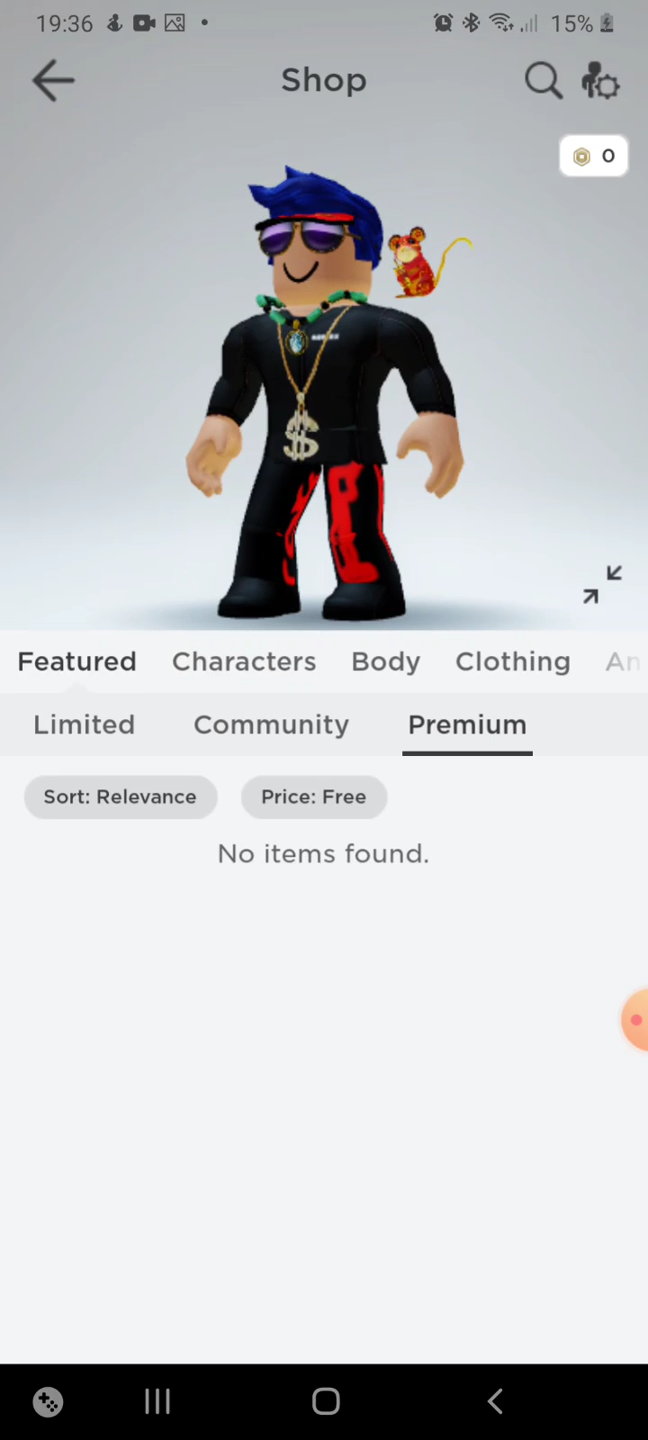 19:36 15%
Shop
0
Featured Characters Body Clothing An
Limited Community Premium
Sort: Relevance Price: Free
No items found.